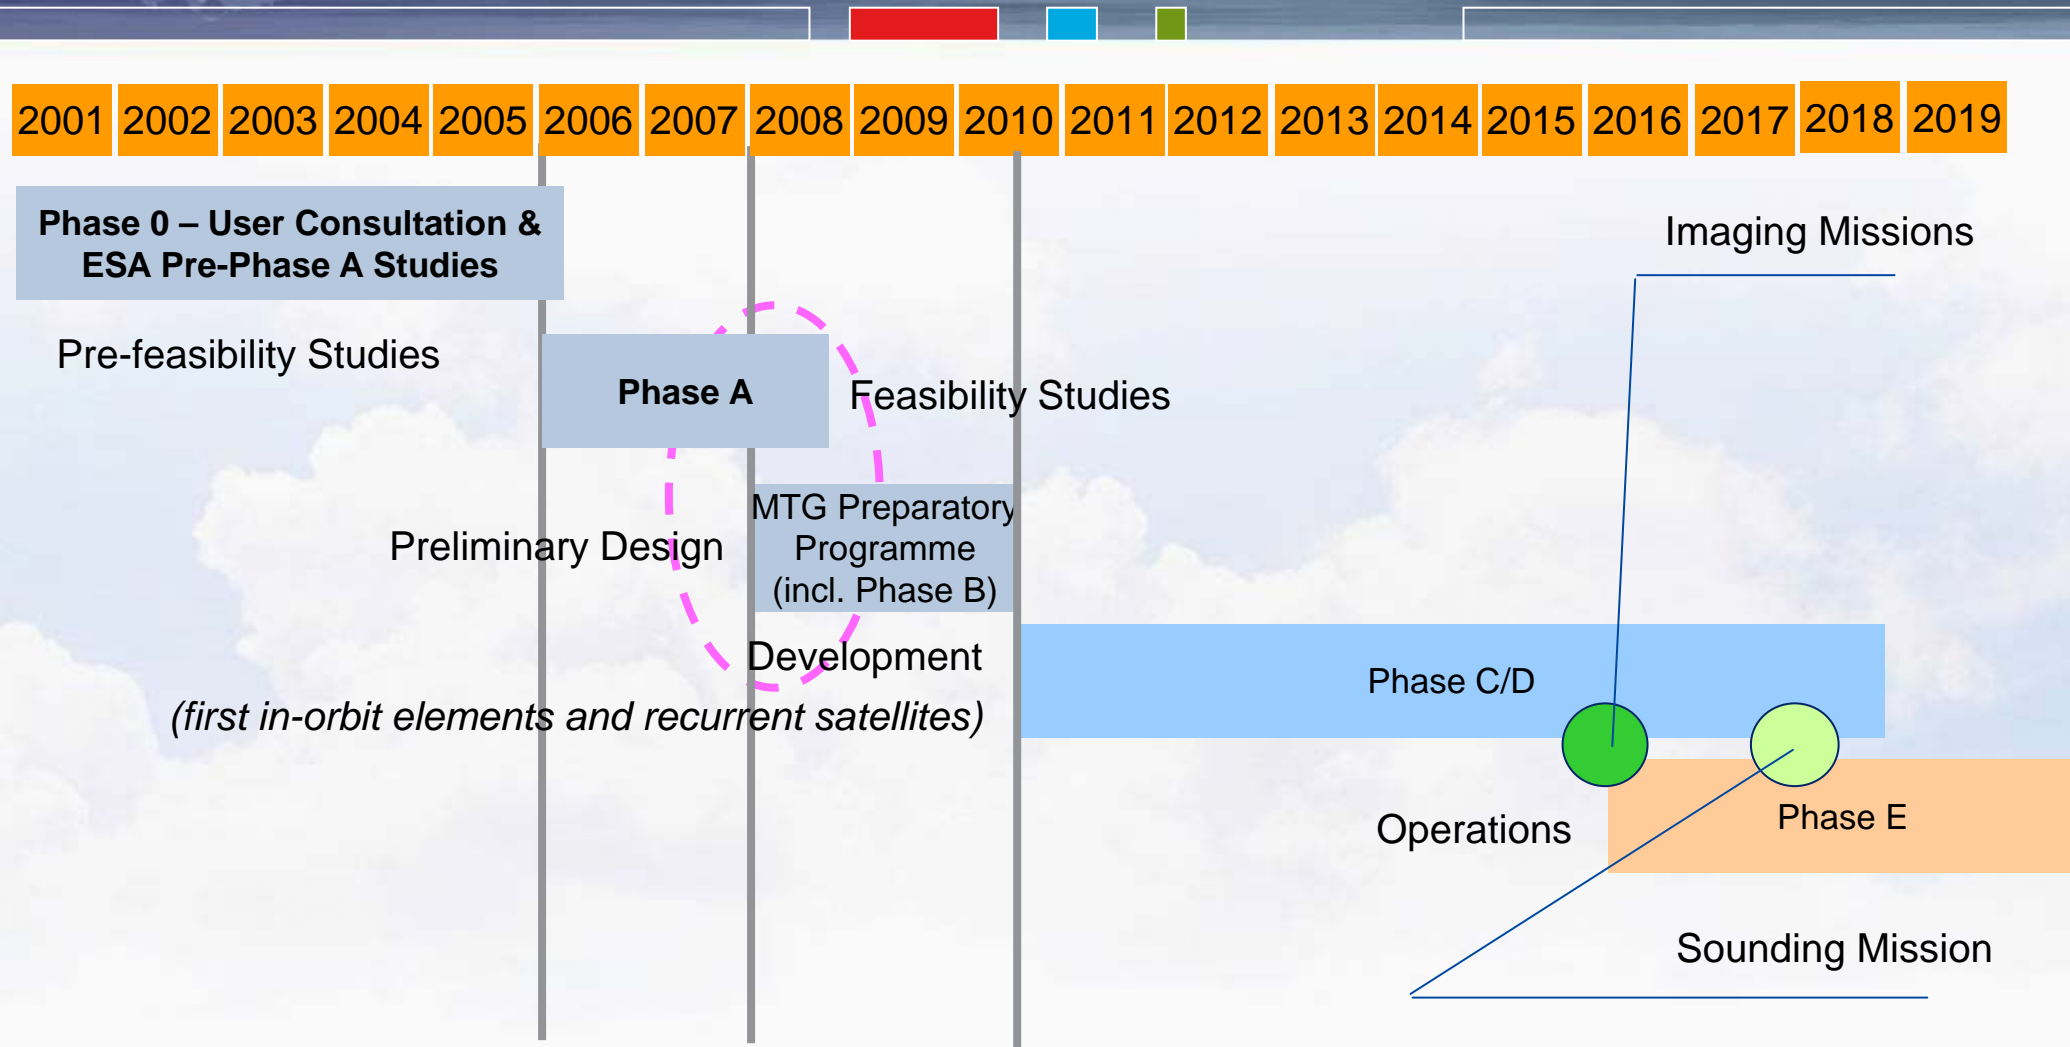 2001 2002 2003 2004 2005 2006 2007 2008 2009 2010 2011 2012 2013 2014 2015 2016 2017 2018 2019
Phase 0 – User Consultation &
ESA Pre-Phase A Studies
Imaging Missions
Pre-feasibility Studies
Phase A
Feasibility Studies
MTG Preparatory
Programme
(incl. Phase B)
Preliminary Design
Development
(first in-orbit elements and recurrent satellites)
Phase C/D
Operations
Phase E
Sounding Mission